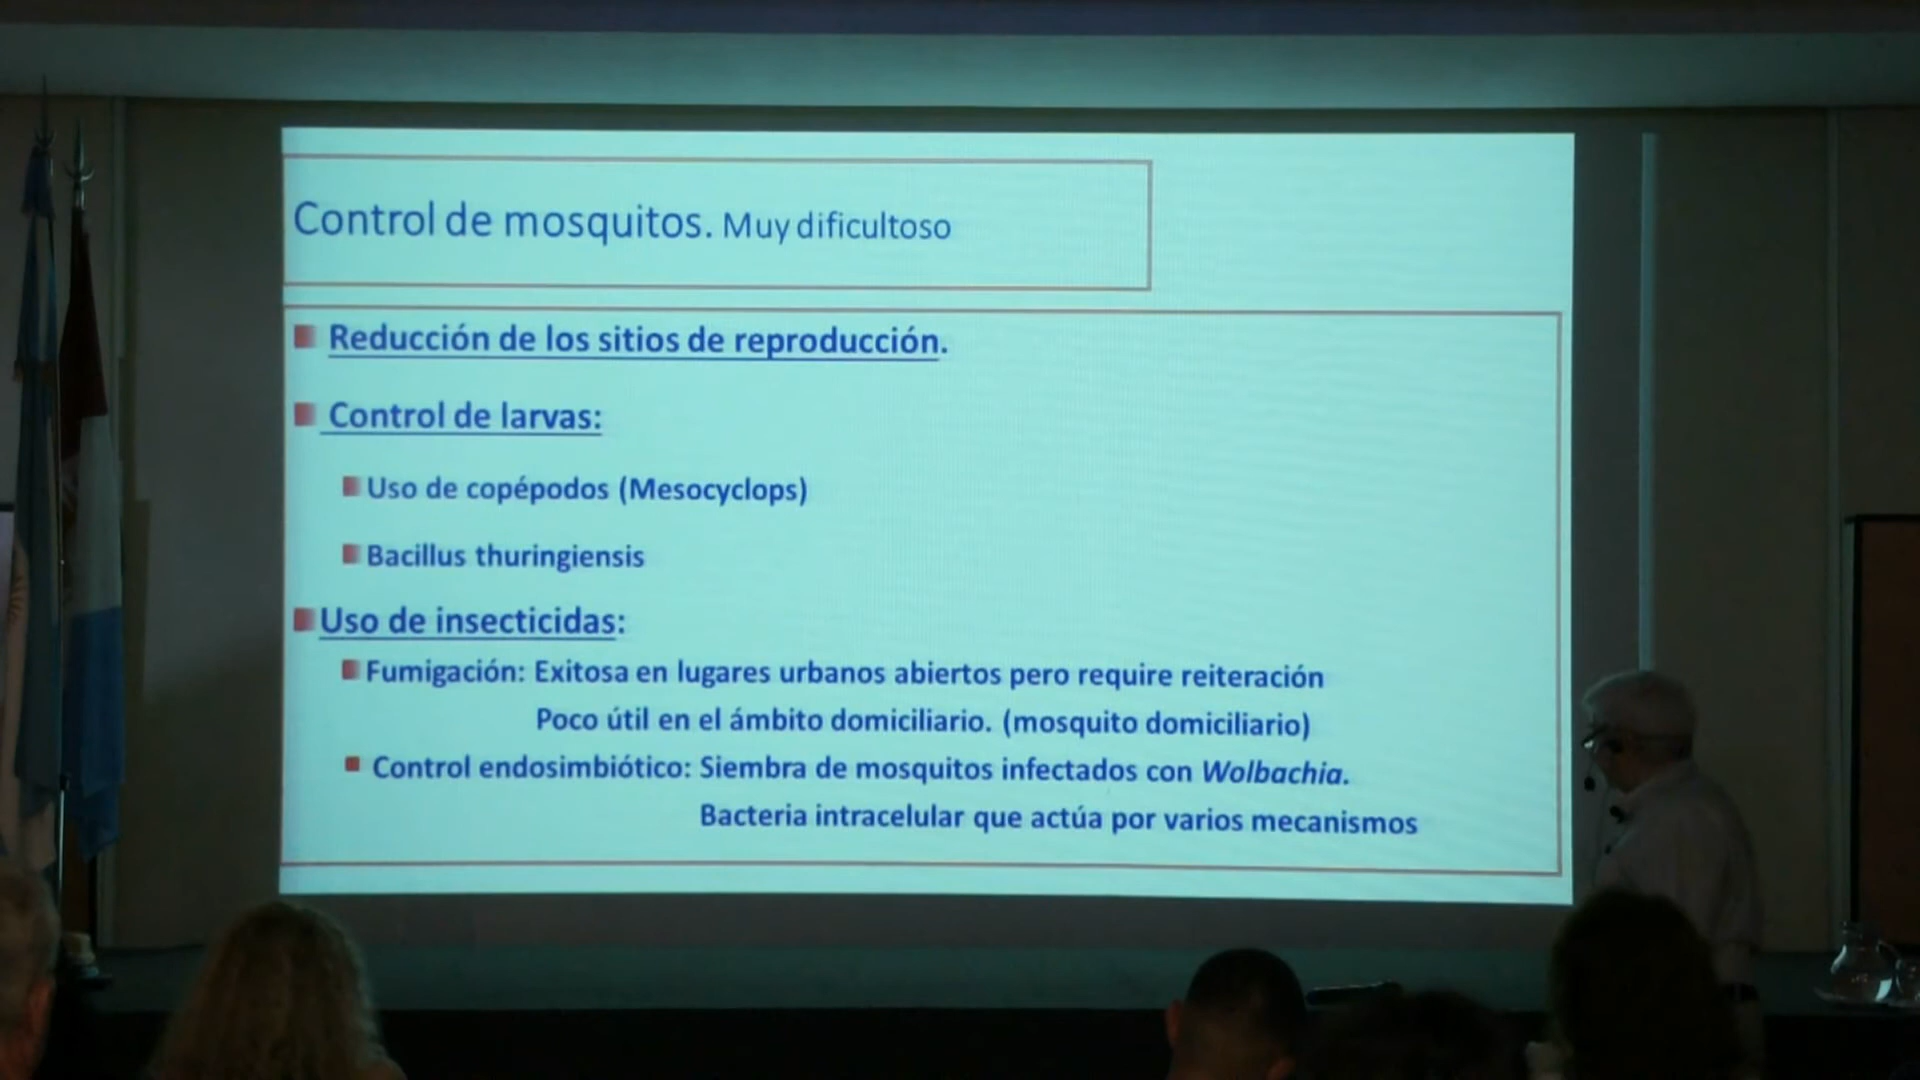 Control de mosquitos. Muy dificultoso
Reducción de los sitios de reproducción.
Control de larvas:
Uso de copépodos (Mesocyclops)
Bacillus thuringiensis
Uso de insecticidas:
Fumigación: Exitosa en lugares urbanos abiertos pero require reiteración
Poco útil en el ámbito domiciliario. (mosquito domiciliario)
Control endosimbiótico: Siembra de mosquitos infectados con Wolbachia.
Bacteria intracelular que actúa por varios mecanismos